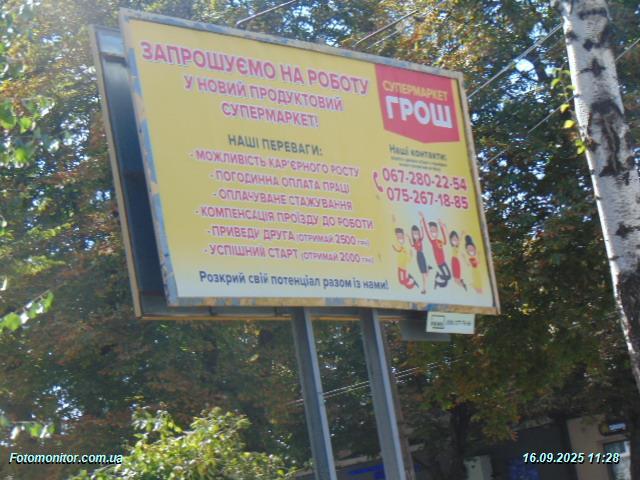 ЗАПРОШУЄМО НА РОБОТУ
У НОВИЙ ПРОДУКТОВИЙ
СУПЕРМАРКЕТ!
СУПЕРМАРКЕТ
ГРОШ
НАШІ ПЕРЕВАГИ:
- МОЖЛИВІСТЬ КАР'ЄРНОГО РОСТУ
- ПОГОДИННА ОПЛАТА ПРАЦІ
- ОПЛАЧУВАНЕ СТАЖУВАННЯ
- КОМПЕНСАЦІЯ ПРОЇЗДУ ДО РОБОТИ
- ПРИВЕДИ ДРУГА (ОТРИМАЙ 2500 грн)
- УСПІШНИЙ СТАРТ (ОТРИМАЙ 2000 грн)
Розкрий свій потенціал разом із нами!
Наші контакти:
067-280-22-54
075-267-18-85
Fotomonitor.com.ua
16.09.2025 11:28